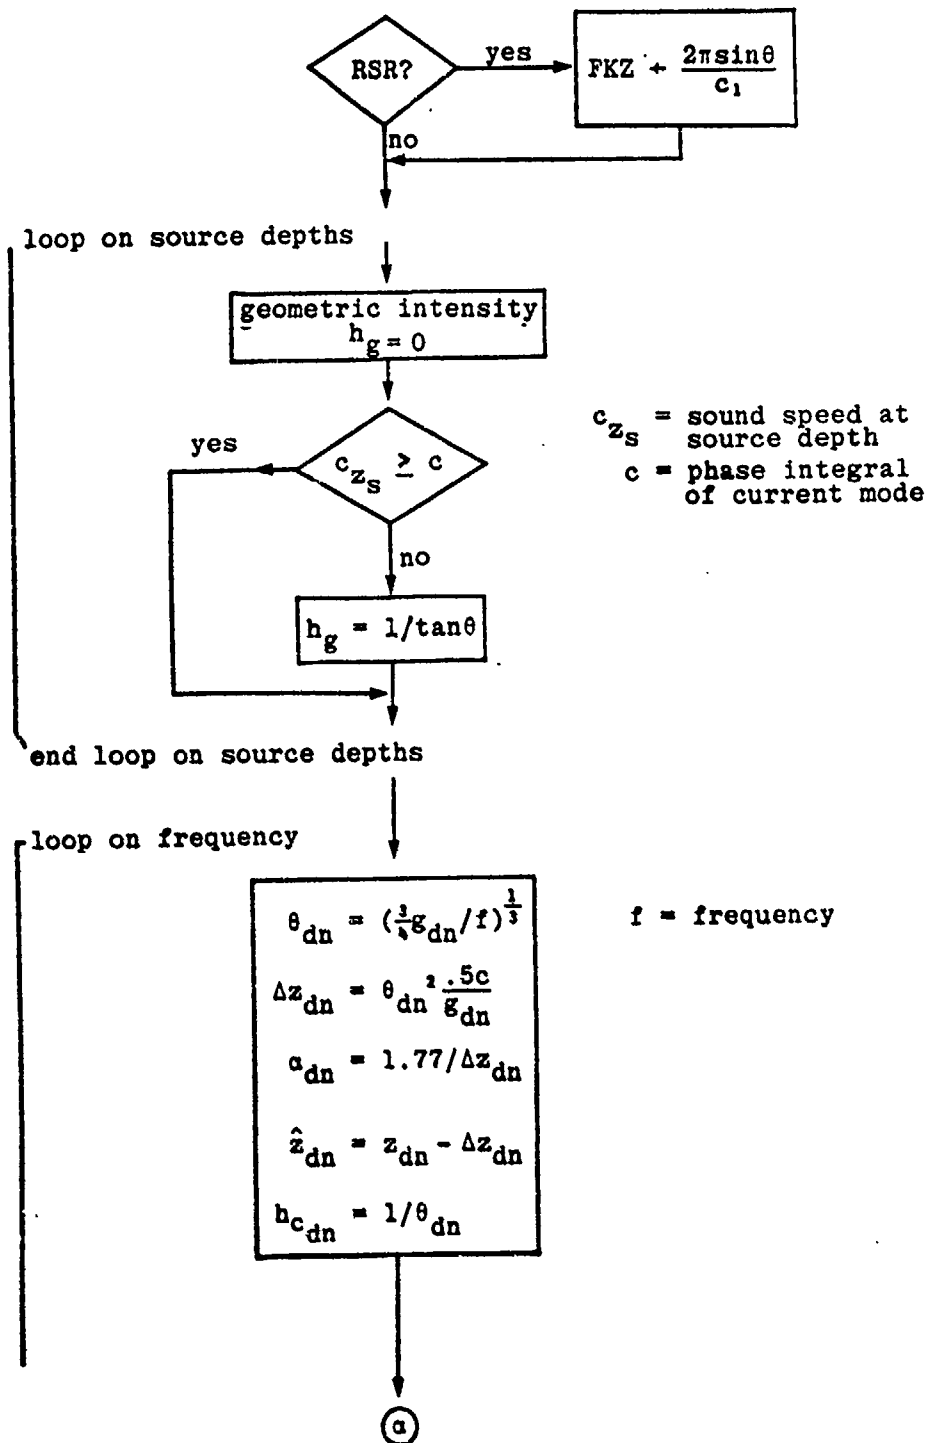 RSR?
yes
FKZ ← 2πsinθ/c₁
no
loop on source depths
geometric intensity
h_g = 0
c_z_s ≥ c
yes
no
c_z_s = sound speed at
source depth
c = phase integral
of current mode
h_g = 1/tanθ
end loop on source depths
loop on frequency
θ_dn = (¾g_dn/f)^(1/3)
f = frequency
Δz_dn = θ_dn² .5c/g_dn
α_dn = 1.77/Δz_dn
ẑ_dn = z_dn - Δz_dn
h_c_dn = 1/θ_dn
α